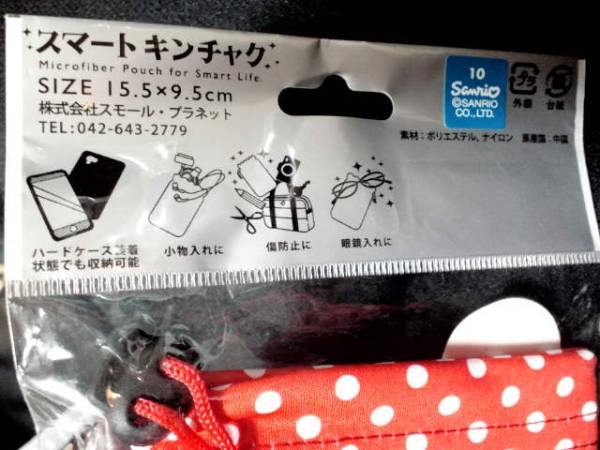 スマートキンチャク
Microfiber Pouch for Smart Life.
SIZE 15.5×9.5cm
株式会社スモール・プラネット
TEL:042-643-2779
10
Sanrio
©SANRIO
CO.,LTD.
プラ
外袋
台紙
素材：ポリエステル、ナイロン 原産国：中国
ハードケース装着
状態でも収納可能
小物入れに
傷防止に
眼鏡入れに